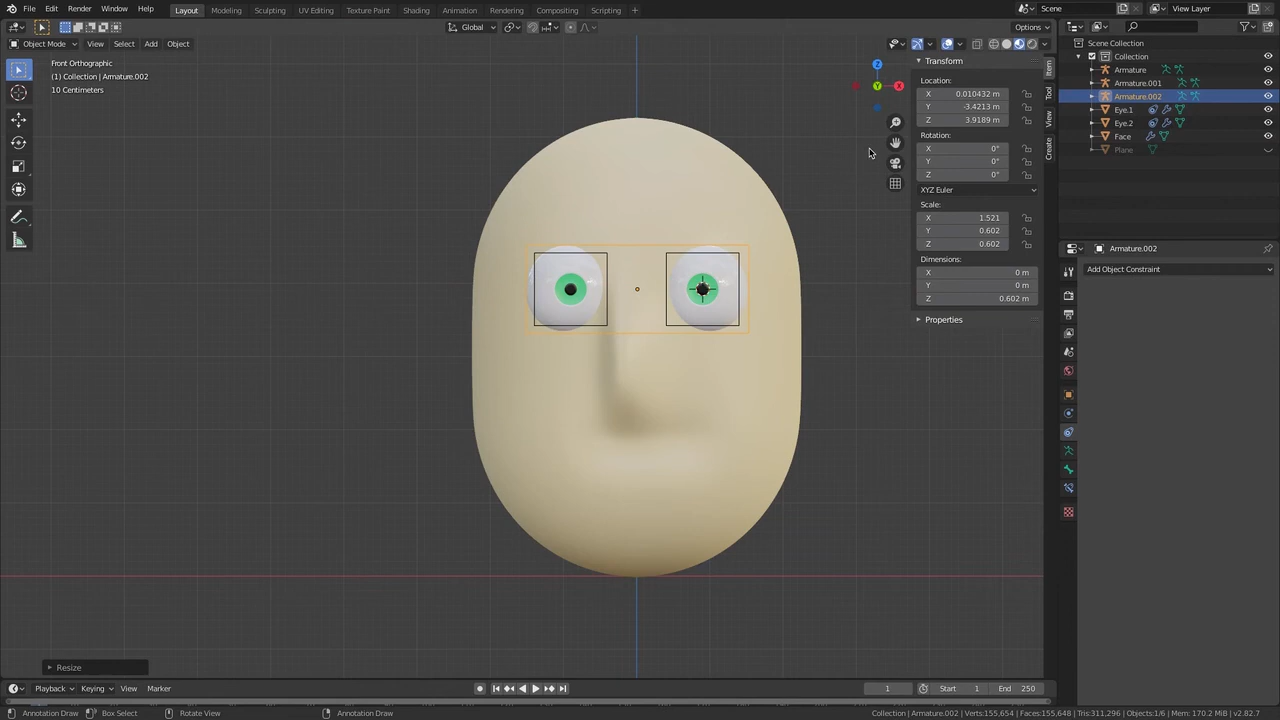 File Edit Render Window Help Layout Modeling Sculpting UV Editing Texture Paint Shading Animation Rendering Compositing Scripting + Scene View Layer
Global Options
Object Mode View Select Add Object
Front Orthographic
(1) Collection | Armature.002
10 Centimeters
Z
X
Y
Transform
Location:
X 0.010432 m
Y -3.4213 m
Z 3.9189 m
Rotation:
X 0°
Y 0°
Z 0°
XYZ Euler
Scale:
X 1.521
Y 0.602
Z 0.602
Dimensions:
X 0 m
Y 0 m
Z 0.602 m
Properties
Item
Tool
View
Create
Scene Collection
Collection
Armature
Armature.001
Armature.002
Eye.1
Eye.2
Face
Plane
Armature.002
Add Object Constraint
Resize
Playback Keying View Marker 1 Start 1 End 250
Annotation Draw Box Select Rotate View Annotation Draw Collection | Armature.002 | Verts:155,654 | Faces:155,648 | Tris:311,296 | Objects:1/6 | Mem: 170.2 MiB | v2.82.7